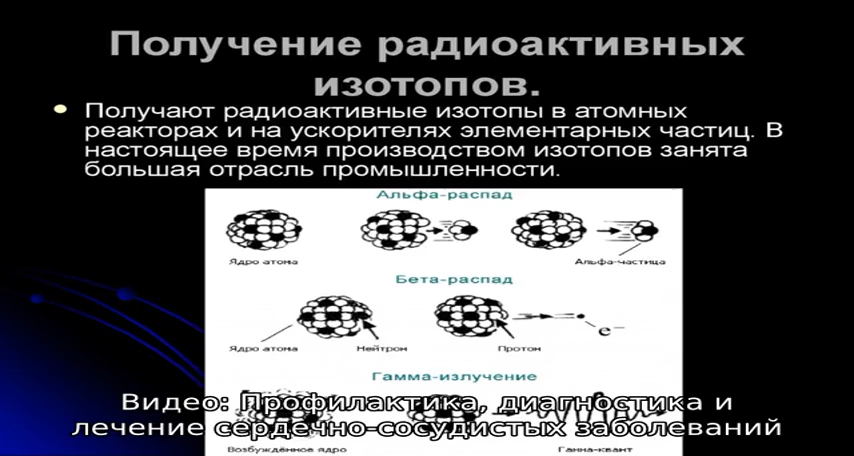 Получение радиоактивных
изотопов.
Получают радиоактивные изотопы в атомных
реакторах и на ускорителях элементарных частиц. В
настоящее время производством изотопов занята
большая отрасль промышленности.
Альфа-распад
Ядро атома
Альфа-частица
Бета-распад
e⁻
Ядро атома Нейтрон Протон
Гамма-излучение
Видео: Профилактика, диагностика и
лечение сердечно-сосудистых заболеваний
Возбуждённое ядро Гамма-квант